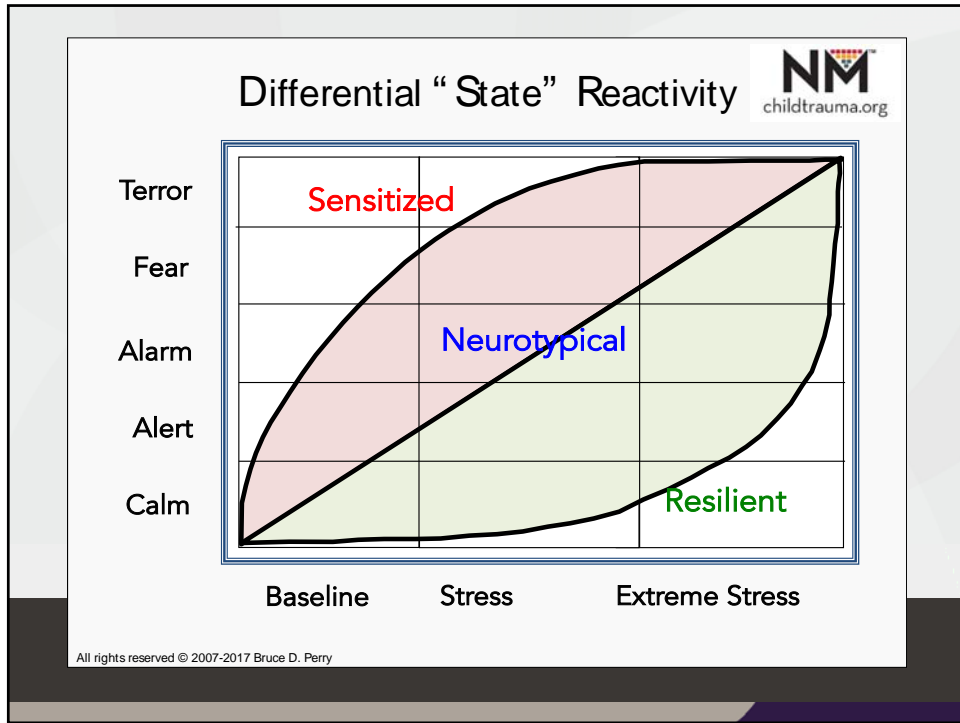 Differential “State” Reactivity
NM™
childtrauma.org
Terror
Fear
Alarm
Alert
Calm
Sensitized
Neurotypical
Resilient
Baseline
Stress
Extreme Stress
All rights reserved © 2007-2017 Bruce D. Perry